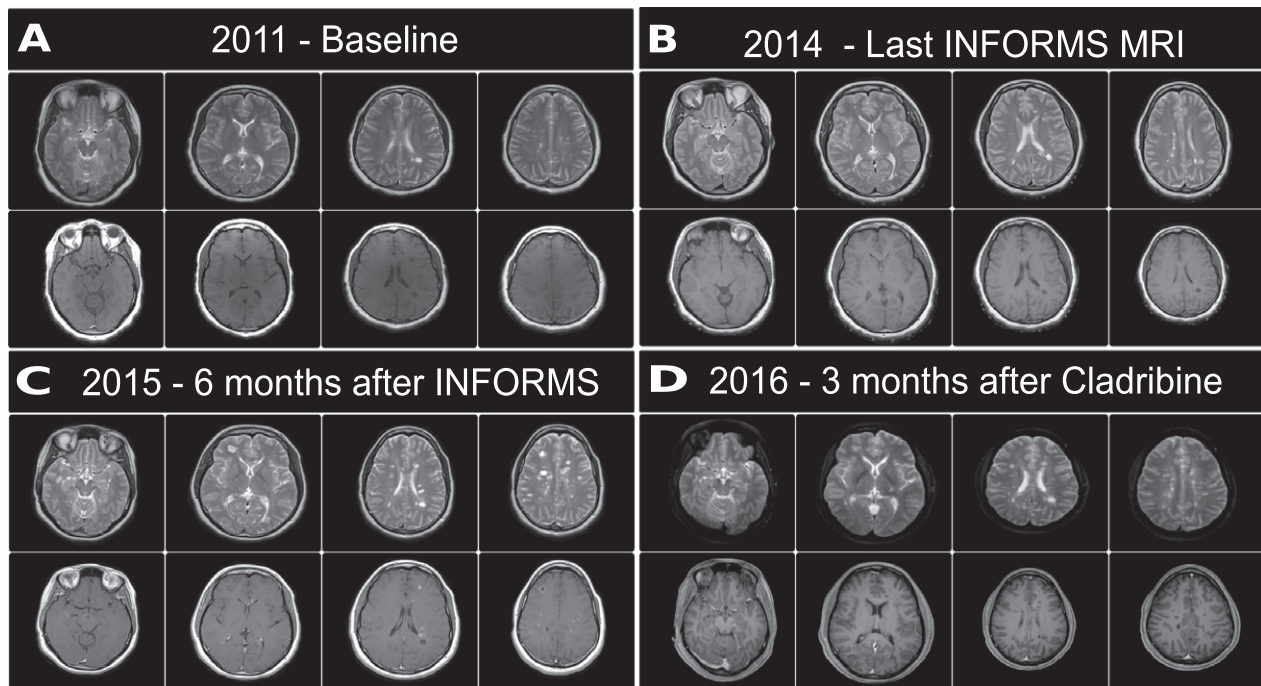 A 2011 - Baseline
B 2014 - Last INFORMS MRI
C 2015 - 6 months after INFORMS
D 2016 - 3 months after Cladribine